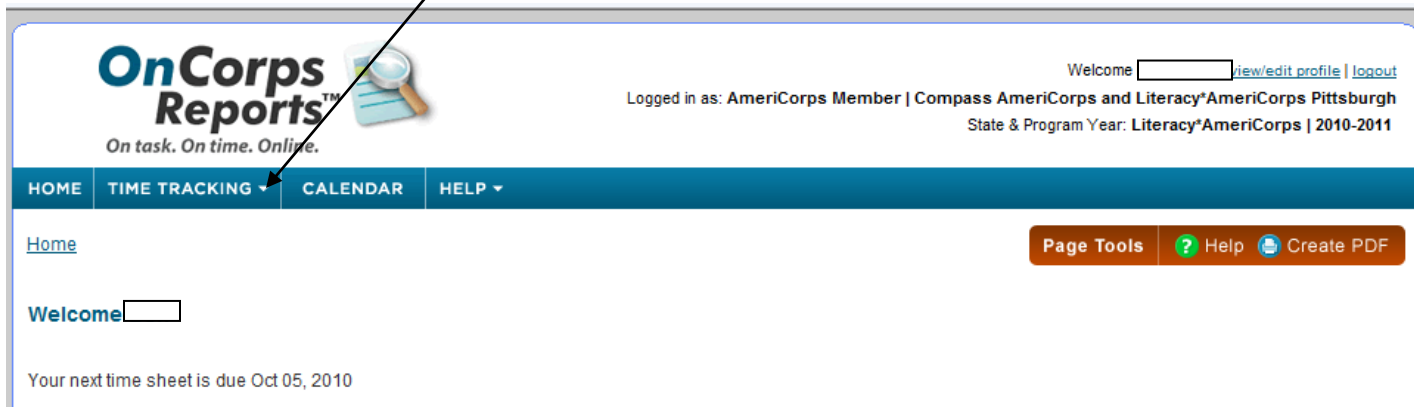 OnCorps
Reports™
On task. On time. Online.
Welcome view/edit profile | logout
Logged in as: AmeriCorps Member | Compass AmeriCorps and Literacy*AmeriCorps Pittsburgh
State & Program Year: Literacy*AmeriCorps | 2010-2011
HOME TIME TRACKING CALENDAR HELP
Home
Page Tools ? Help Create PDF
Welcome
Your next time sheet is due Oct 05, 2010